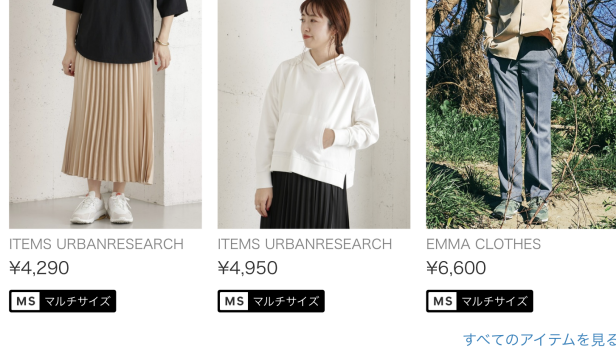 ITEMS URBANRESEARCH
¥4,290
MS マルチサイズ
ITEMS URBANRESEARCH
¥4,950
MS マルチサイズ
EMMA CLOTHES
¥6,600
MS マルチサイズ
すべてのアイテムを見る